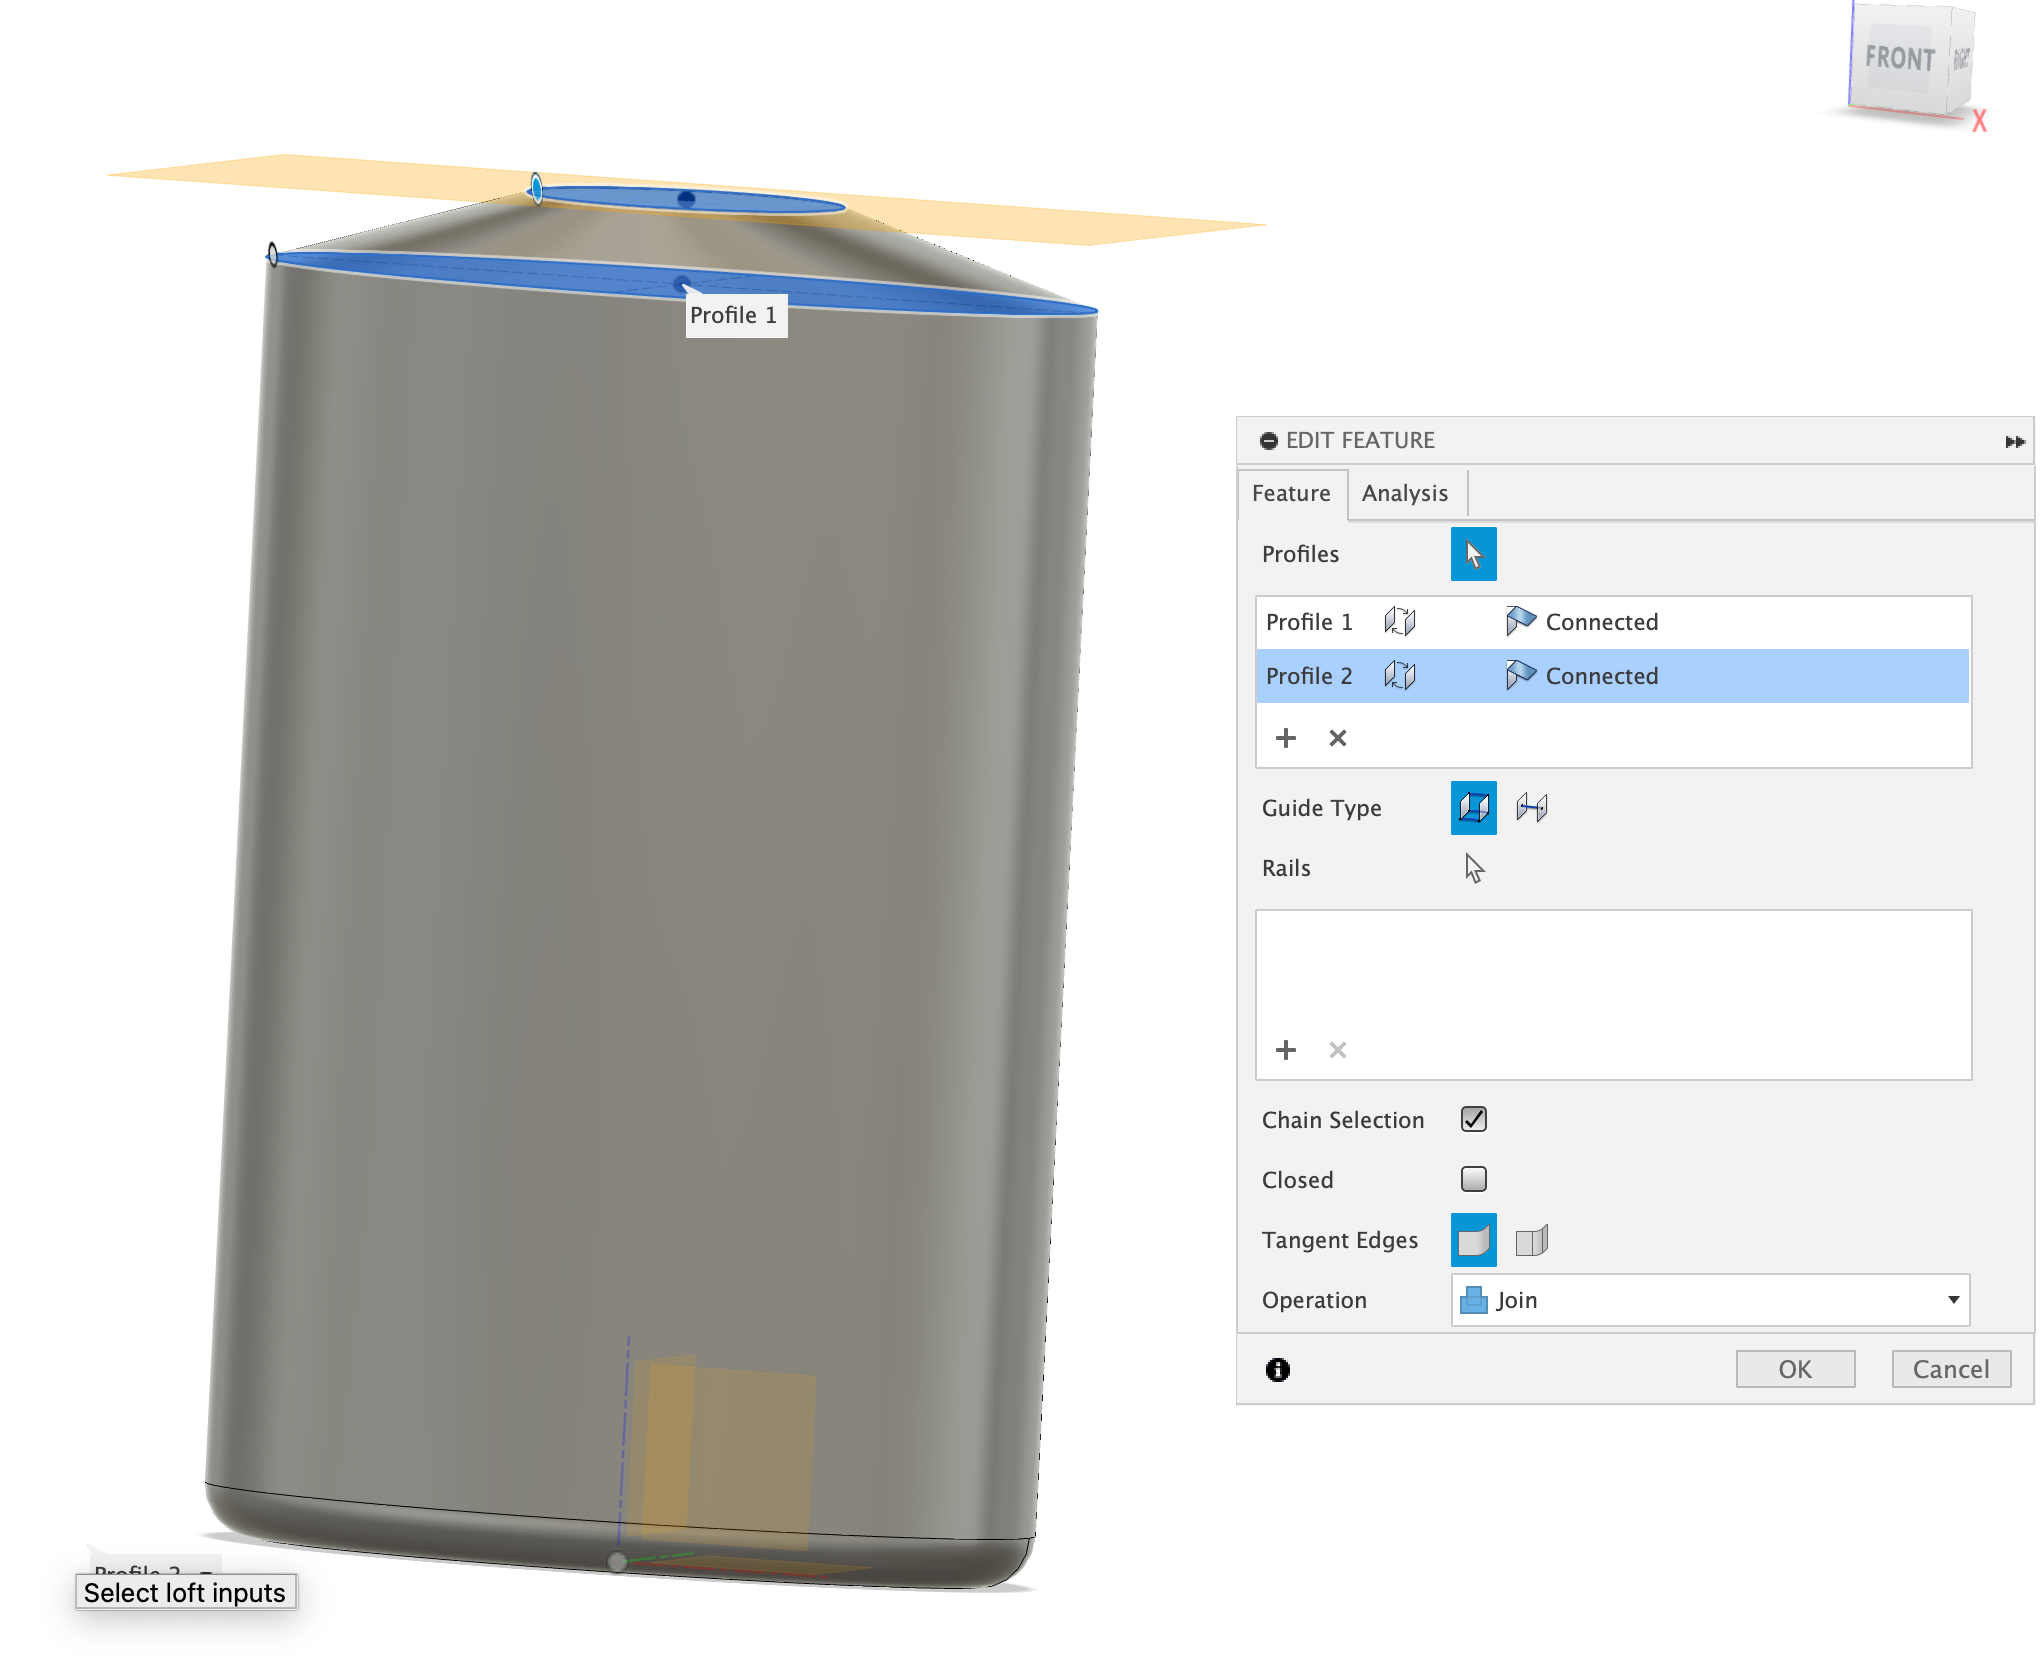 FRONT
RIGHT
X
Profile 1
EDIT FEATURE
Feature
Analysis
Profiles
Profile 1
Connected
Profile 2
Connected
Guide Type
Rails
Chain Selection
Closed
Tangent Edges
Operation
Join
OK
Cancel
Profile 2
Select loft inputs